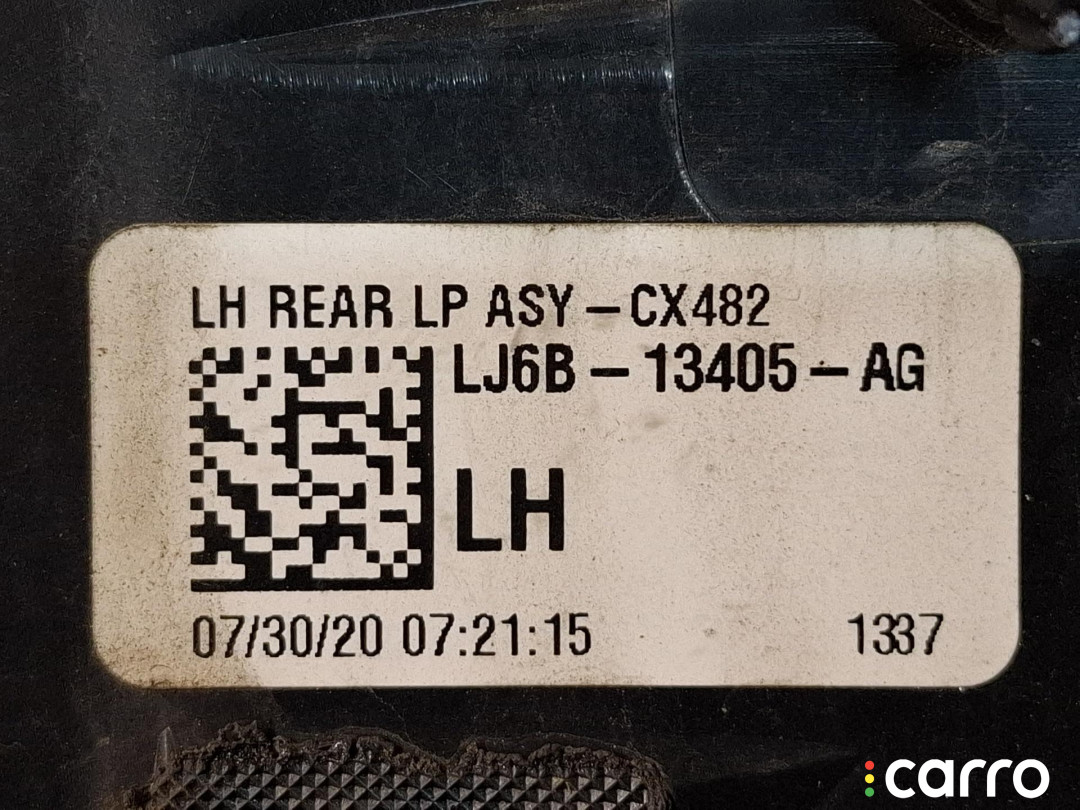 LH REAR LP ASY – CX482
LJ6B – 13405 – AG
LH
07/30/20 07:21:15 1337
carro